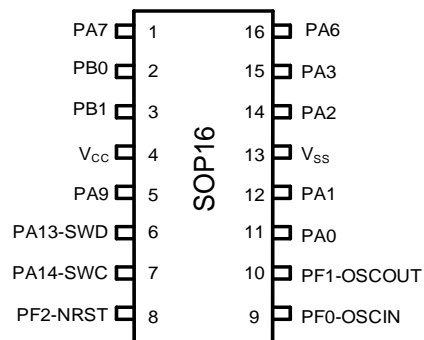 PA7 1 16 PA6
PB0 2 15 PA3
PB1 3 14 PA2
VCC 4 13 VSS
PA9 5 12 PA1
PA13-SWD 6 11 PA0
PA14-SWC 7 10 PF1-OSCOUT
PF2-NRST 8 9 PF0-OSCIN
SOP16